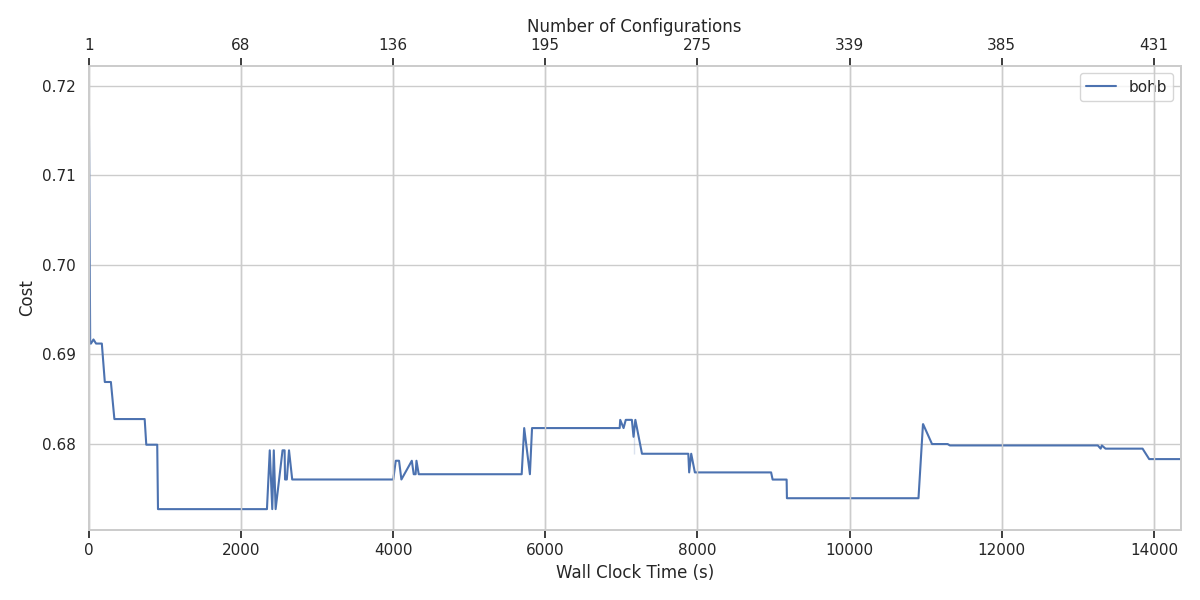 Number of Configurations
1 68 136 195 275 339 385 431
0.72
bohb
0.71
0.70
Cost
0.69
0.68
0 2000 4000 6000 8000 10000 12000 14000
Wall Clock Time (s)